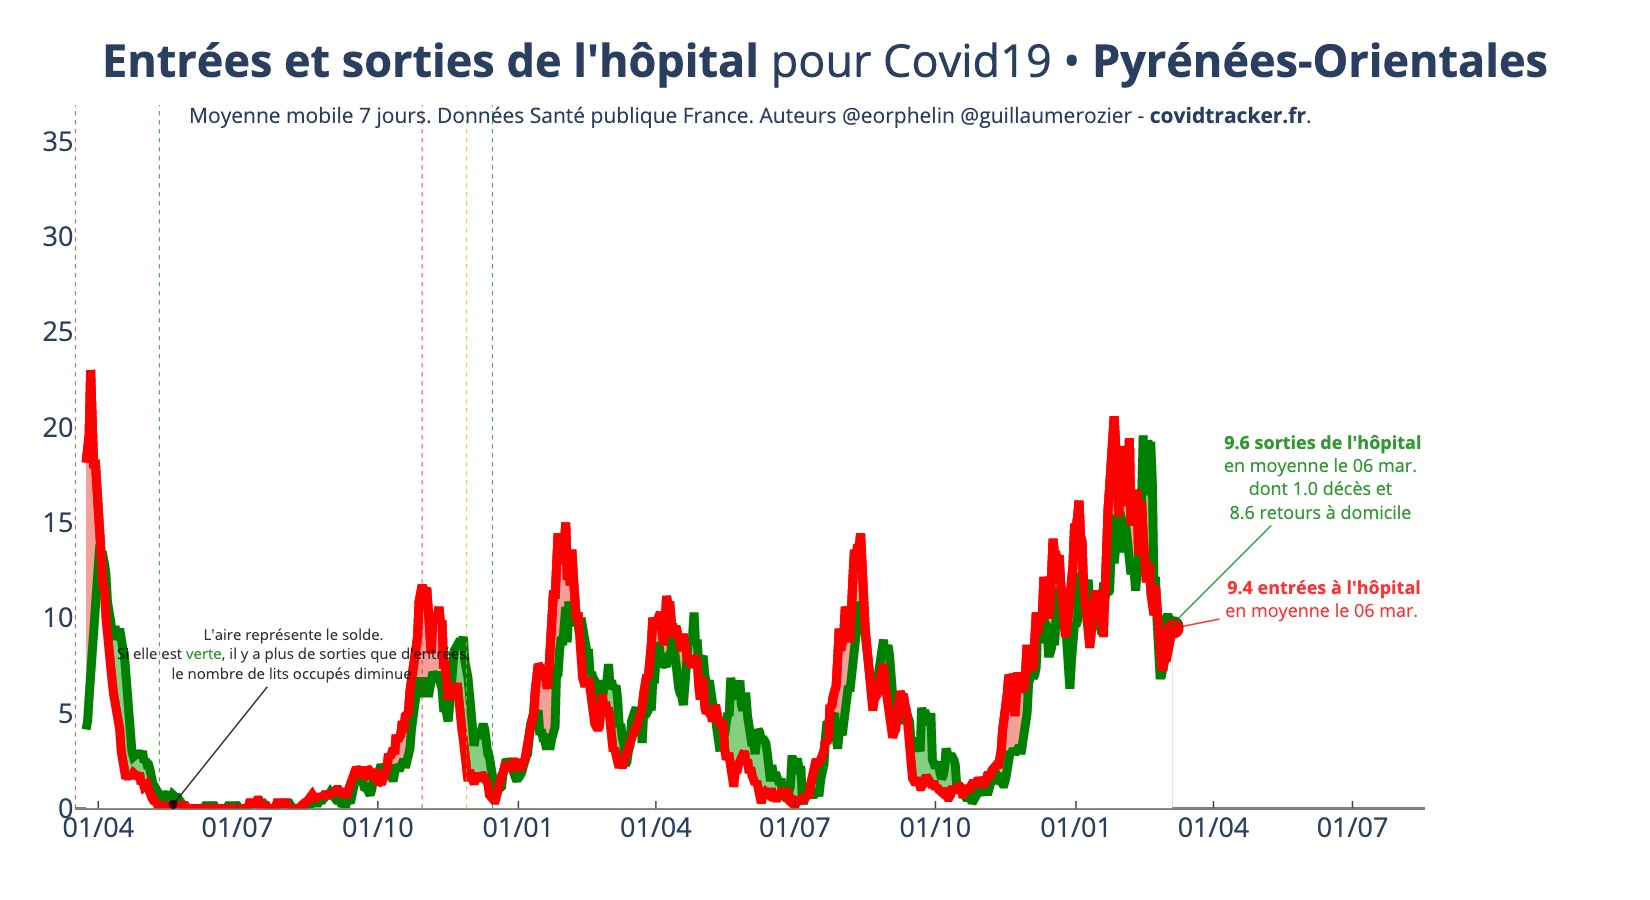 Entrées et sorties de l'hôpital pour Covid19 • Pyrénées-Orientales
Moyenne mobile 7 jours. Données Santé publique France. Auteurs @eorphelin @guillaumerozier - covidtracker.fr.
35
30
25
20
15
10
5
0
9.6 sorties de l'hôpital
en moyenne le 06 mar.
dont 1.0 décès et
8.6 retours à domicile
9.4 entrées à l'hôpital
en moyenne le 06 mar.
L'aire représente le solde.
Si elle est verte, il y a plus de sorties que d'entrées,
le nombre de lits occupés diminue
01/04 01/07 01/10 01/01 01/04 01/07 01/10 01/01 01/04 01/07